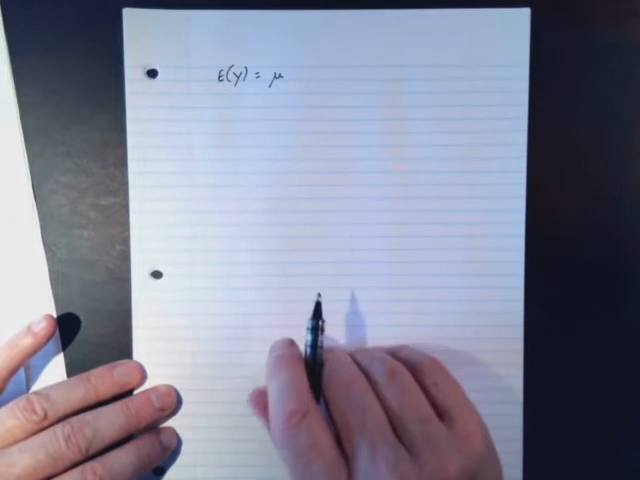 E(y) = μ